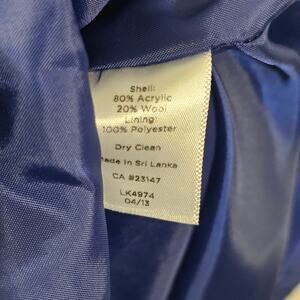 Shell:
80% Acrylic
20% Wool
Lining:
100% Polyester
Dry Clean
Made In Sri Lanka
CA #23147
LK4974
04/13